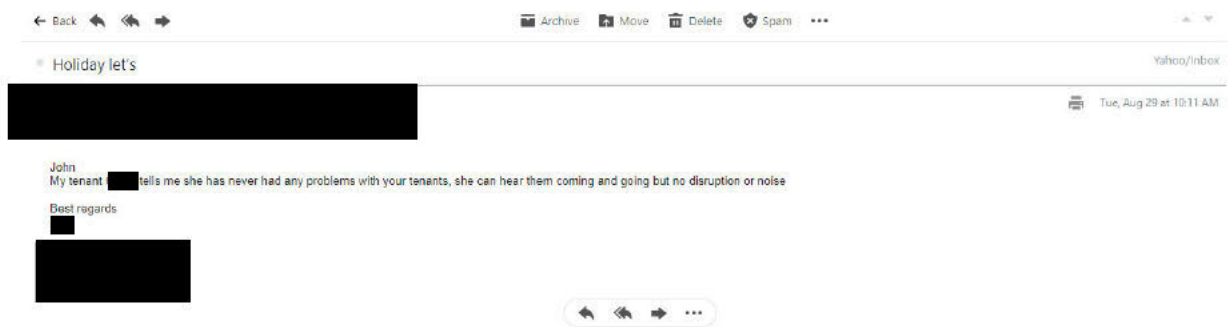 Back
Archive Move Delete Spam
Holiday let's
Yahoo/Inbox
Tue, Aug 29 at 10:11 AM
John
My tenant tells me she has never had any problems with your tenants, she can hear them coming and going but no disruption or noise
Best regards